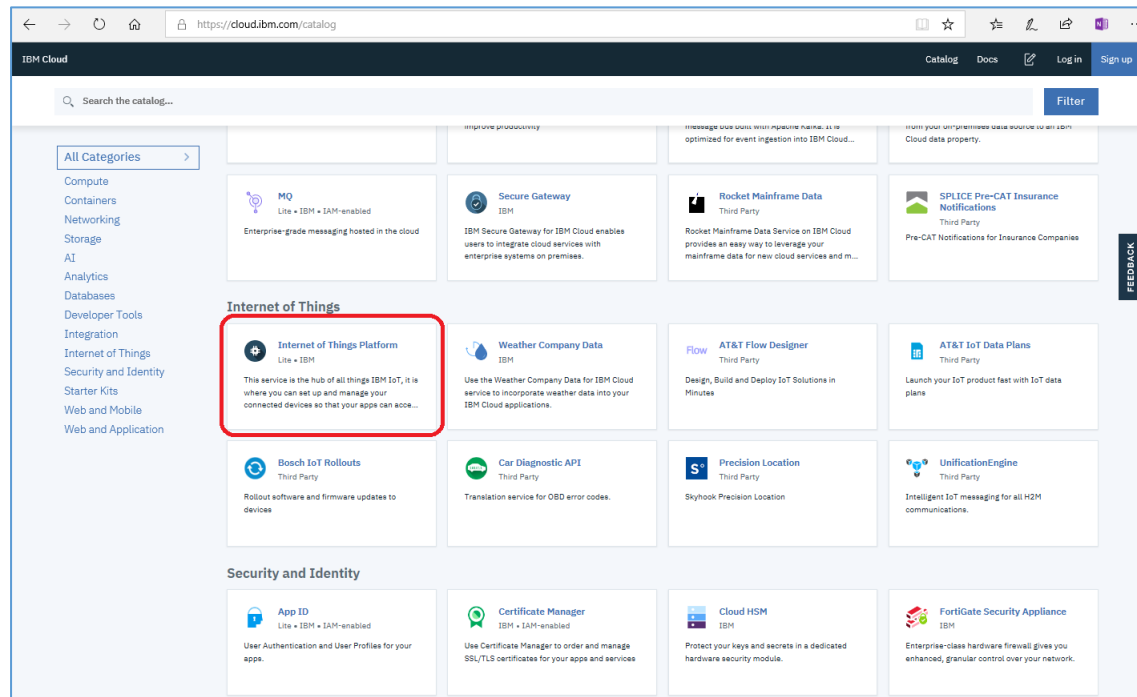 https://cloud.ibm.com/catalog
IBM Cloud
Catalog Docs Log in Sign up
Search the catalog...
Filter
All Categories >
Compute
Containers
Networking
Storage
AI
Analytics
Databases
Developer Tools
Integration
Internet of Things
Security and Identity
Starter Kits
Web and Mobile
Web and Application
improve productivity
message bus built with Apache Kafka. It is
optimized for event ingestion into IBM Cloud...
from your on-premises data source to an IBM
Cloud data property.
MQ
Lite • IBM • IAM-enabled
Enterprise-grade messaging hosted in the cloud
Secure Gateway
IBM
IBM Secure Gateway for IBM Cloud enables
users to integrate cloud services with
enterprise systems on premises.
Rocket Mainframe Data
Third Party
Rocket Mainframe Data Service on IBM Cloud
provides an easy way to leverage your
mainframe data for new cloud services and m...
SPLICE Pre-CAT Insurance
Notifications
Third Party
Pre-CAT Notifications for Insurance Companies
FEEDBACK
Internet of Things
Internet of Things Platform
Lite • IBM
This service is the hub of all things IBM IoT, it is
where you can set up and manage your
connected devices so that your apps can acce...
Weather Company Data
IBM
Use the Weather Company Data for IBM Cloud
service to incorporate weather data into your
IBM Cloud applications.
Flow
AT&T Flow Designer
Third Party
Design, Build and Deploy IoT Solutions in
Minutes
AT&T IoT Data Plans
Third Party
Launch your IoT product fast with IoT data
plans
Bosch IoT Rollouts
Third Party
Rollout software and firmware updates to
devices
Car Diagnostic API
Third Party
Translation service for OBD error codes.
S°
Precision Location
Third Party
Skyhook Precision Location
UnificationEngine
Third Party
Intelligent IoT messaging for all H2M
communications.
Security and Identity
App ID
Lite • IBM • IAM-enabled
User Authentication and User Profiles for your
apps.
Certificate Manager
IBM • IAM-enabled
Use Certificate Manager to order and manage
SSL/TLS certificates for your apps and services
Cloud HSM
IBM
Protect your keys and secrets in a dedicated
hardware security module.
FortiGate Security Appliance
IBM
Enterprise-class hardware firewall gives you
enhanced, granular control over your network.